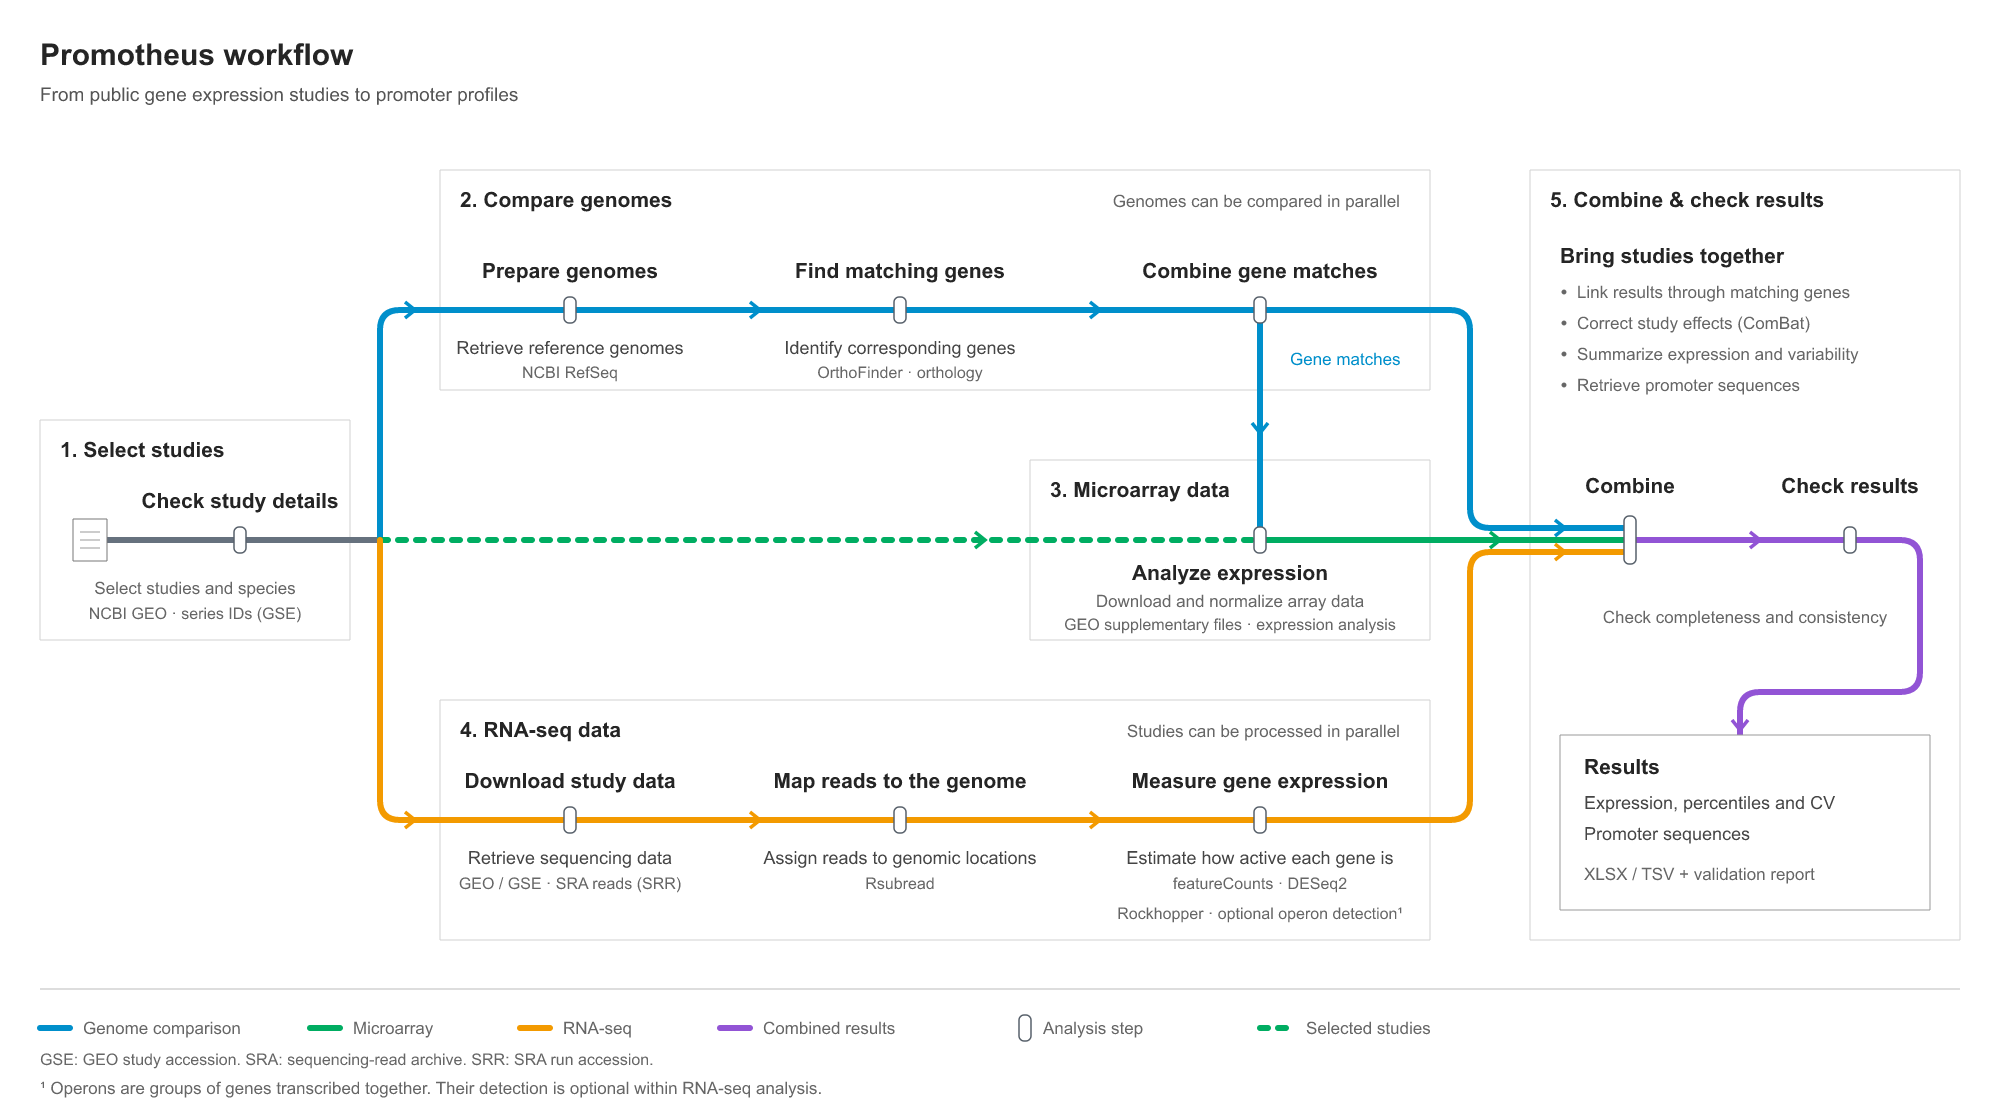 Promotheus workflow
From public gene expression studies to promoter profiles
1. Select studies
Check study details
Select studies and species
NCBI GEO · series IDs (GSE)
2. Compare genomes
Genomes can be compared in parallel
Prepare genomes
Retrieve reference genomes
NCBI RefSeq
Find matching genes
Identify corresponding genes
OrthoFinder · orthology
Combine gene matches
Gene matches
3. Microarray data
Analyze expression
Download and normalize array data
GEO supplementary files · expression analysis
4. RNA-seq data
Studies can be processed in parallel
Download study data
Retrieve sequencing data
GEO / GSE · SRA reads (SRR)
Map reads to the genome
Assign reads to genomic locations
Rsubread
Measure gene expression
Estimate how active each gene is
featureCounts · DESeq2
Rockhopper · optional operon detection¹
5. Combine & check results
Bring studies together
• Link results through matching genes
• Correct study effects (ComBat)
• Summarize expression and variability
• Retrieve promoter sequences
Combine
Check results
Check completeness and consistency
Results
Expression, percentiles and CV
Promoter sequences
XLSX / TSV + validation report
Genome comparison
Microarray
RNA-seq
Combined results
Analysis step
Selected studies
GSE: GEO study accession. SRA: sequencing-read archive. SRR: SRA run accession.
¹ Operons are groups of genes transcribed together. Their detection is optional within RNA-seq analysis.